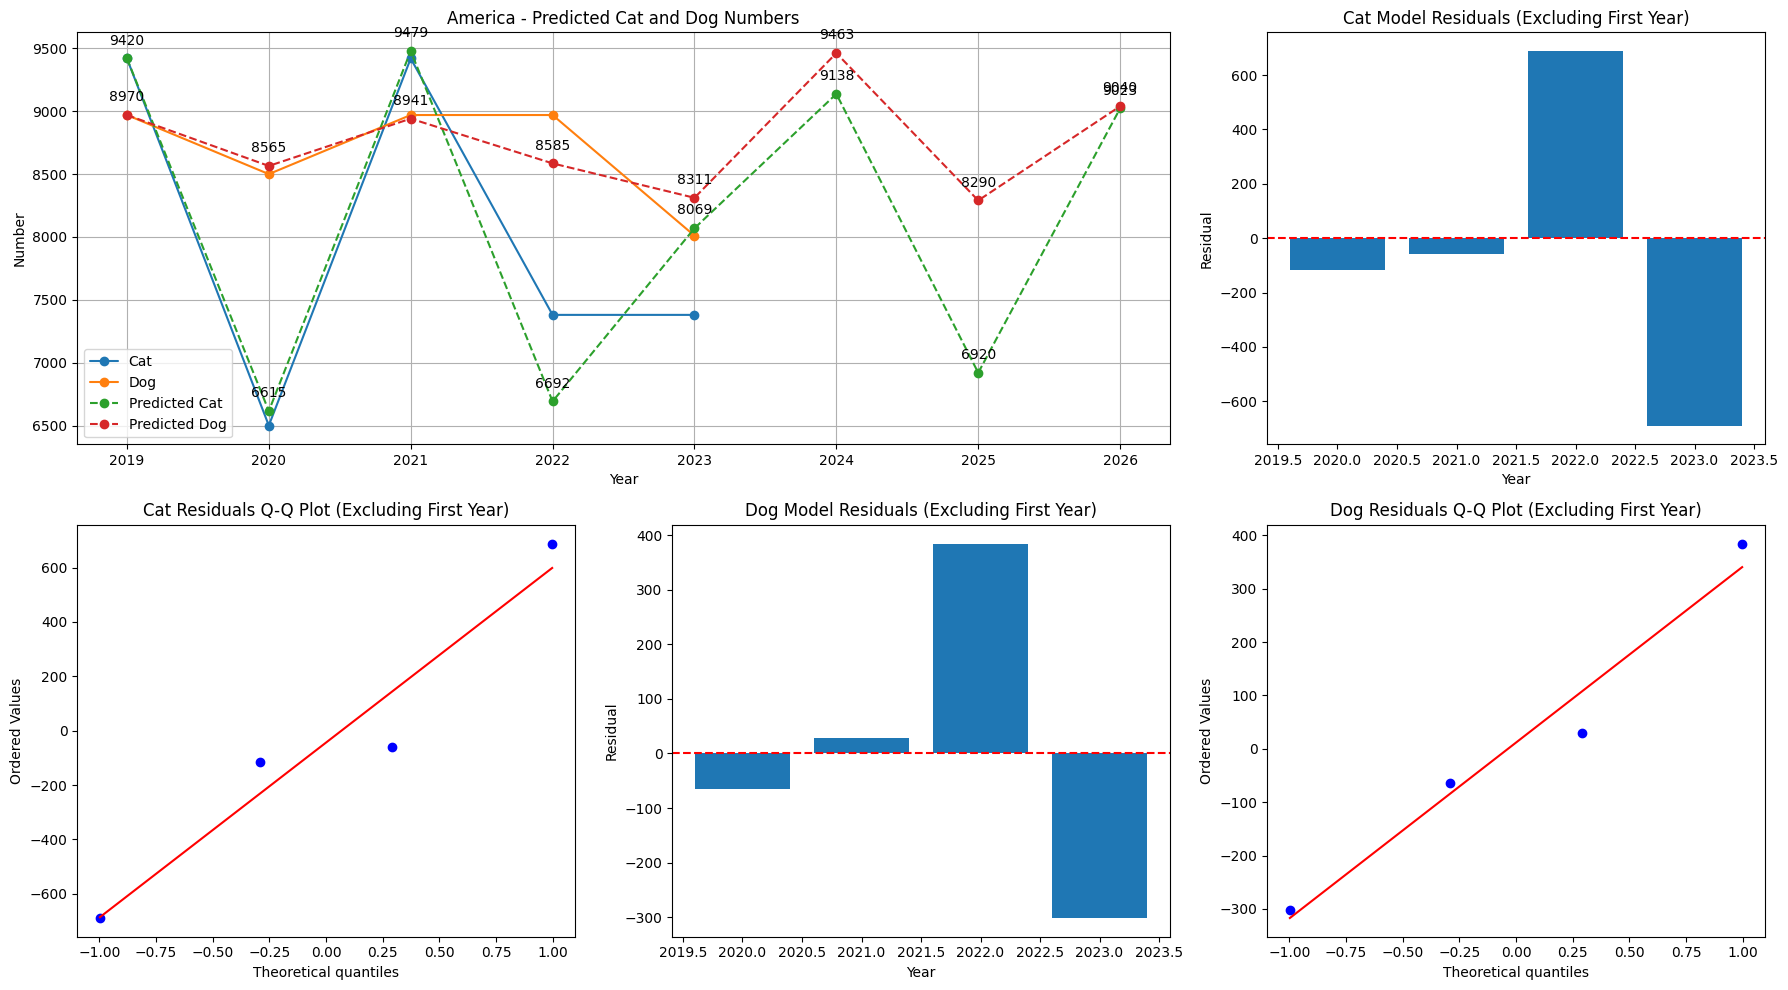 America - Predicted Cat and Dog Numbers
9500
9000
8500
8000
7500
7000
6500
Number
9420
8970
8565
6615
9479
8941
8585
6692
8311
8069
9463
9138
8290
6920
9023
Cat
Dog
Predicted Cat
Predicted Dog
2019 2020 2021 2022 2023 2024 2025 2026
Year
Cat Model Residuals (Excluding First Year)
600
400
200
0
−200
−400
−600
Residual
2019.5 2020.0 2020.5 2021.0 2021.5 2022.0 2022.5 2023.0 2023.5
Year
Cat Residuals Q-Q Plot (Excluding First Year)
600
400
200
0
−200
−400
−600
Ordered Values
−1.00 −0.75 −0.50 −0.25 0.00 0.25 0.50 0.75 1.00
Theoretical quantiles
Dog Model Residuals (Excluding First Year)
400
300
200
100
0
−100
−200
−300
Residual
2019.5 2020.0 2020.5 2021.0 2021.5 2022.0 2022.5 2023.0 2023.5
Year
Dog Residuals Q-Q Plot (Excluding First Year)
400
300
200
100
0
−100
−200
−300
Ordered Values
−1.00 −0.75 −0.50 −0.25 0.00 0.25 0.50 0.75 1.00
Theoretical quantiles